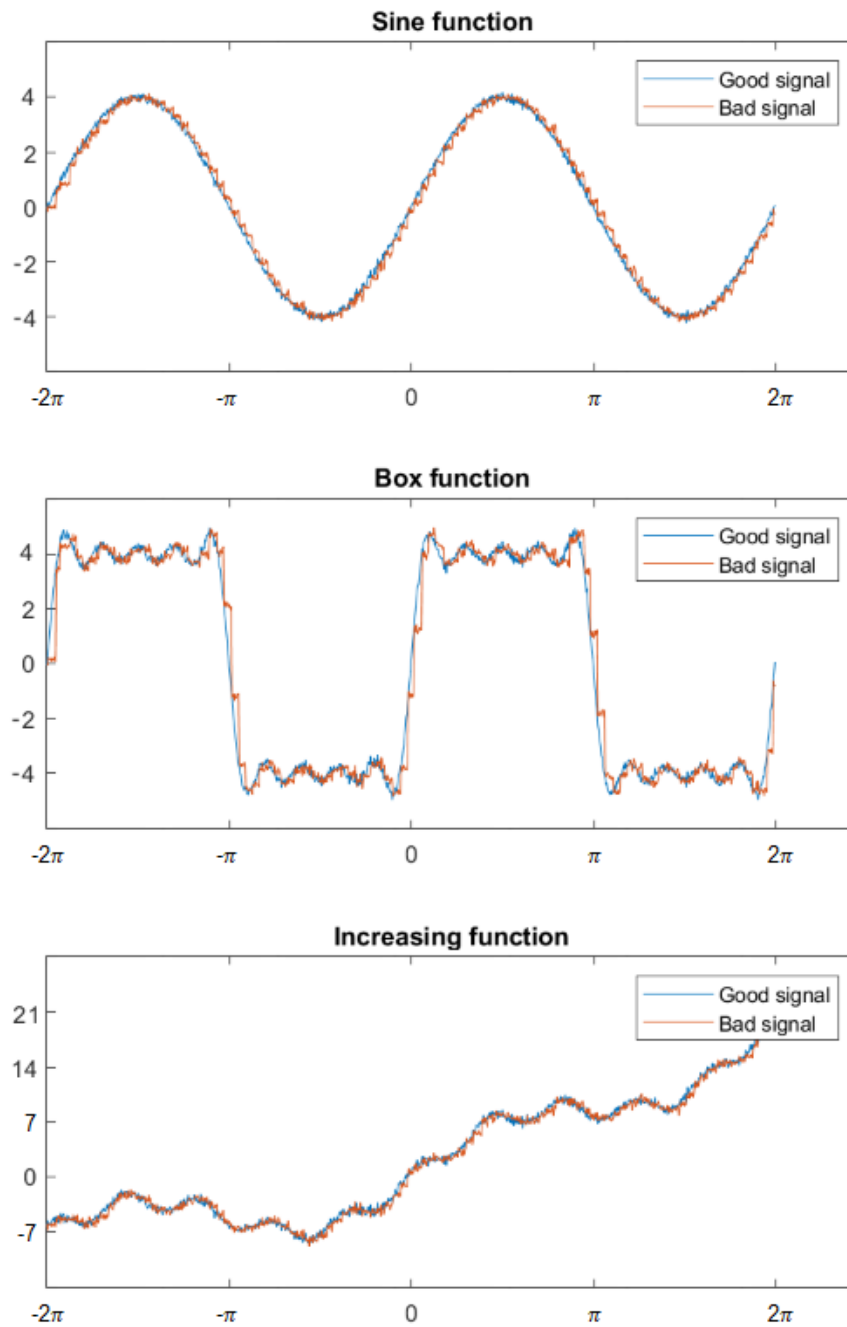 Sine function
Good signal
Bad signal
4
2
0
-2
-4
-2π -π 0 π 2π
Box function
Good signal
Bad signal
4
2
0
-2
-4
-2π -π 0 π 2π
Increasing function
Good signal
Bad signal
21
14
7
0
-7
-2π -π 0 π 2π